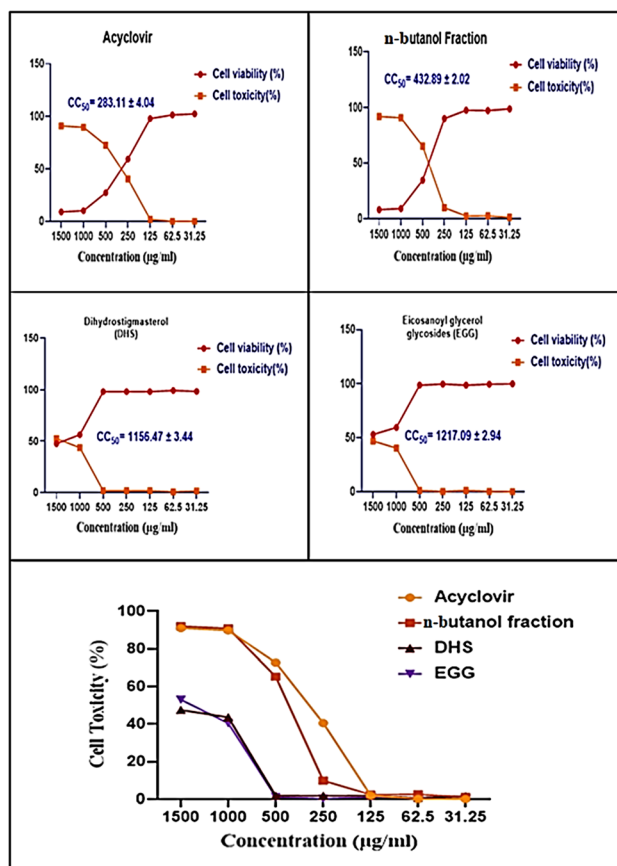 Acyclovir
Cell viability (%)
Cell toxicity(%)
CC50= 283.11 ± 4.04
100
50
0
1500 1000 500 250 125 62.5 31.25
Concentration (µg/ml)
n-butanol Fraction
Cell viability (%)
Cell toxicity(%)
CC50= 432.89 ± 2.02
150
100
50
0
1500 1000 500 250 125 62.5 31.25
Concentration (µg/ml)
Dihydrostigmasterol
(DHS)
Cell viability (%)
Cell toxicity(%)
CC50= 1156.47 ± 3.44
150
100
50
0
1500 1000 500 250 125 62.5 31.25
Concentration (µg/ml)
Eicosanoyl glycerol
glycosides (EGG)
Cell viability (%)
Cell toxicity(%)
CC50= 1217.09 ± 2.94
150
100
50
0
1500 1000 500 250 125 62.5 31.25
Concentration (µg/ml)
Acyclovir
n-butanol fraction
DHS
EGG
Cell Toxicity (%)
100
80
60
40
20
0
1500 1000 500 250 125 62.5 31.25
Concentration (µg/ml)